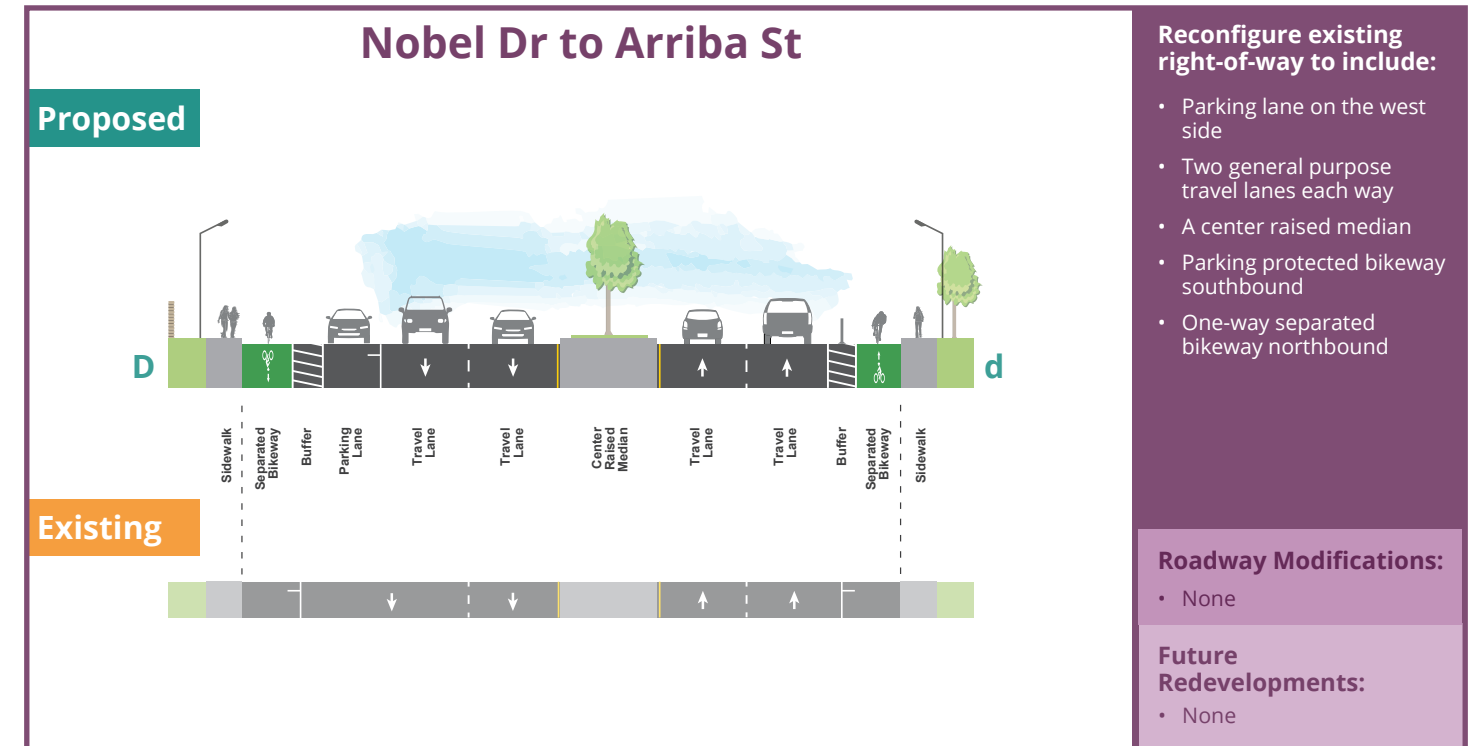 Nobel Dr to Arriba St
Proposed
D
d
Sidewalk
Separated
Bikeway
Buffer
Parking
Lane
Travel
Lane
Travel
Lane
Center
Raised
Median
Travel
Lane
Travel
Lane
Buffer
Separated
Bikeway
Sidewalk
Existing
Reconfigure existing
right-of-way to include:
• Parking lane on the west
side
• Two general purpose
travel lanes each way
• A center raised median
• Parking protected bikeway
southbound
• One-way separated
bikeway northbound
Roadway Modifications:
• None
Future
Redevelopments:
• None